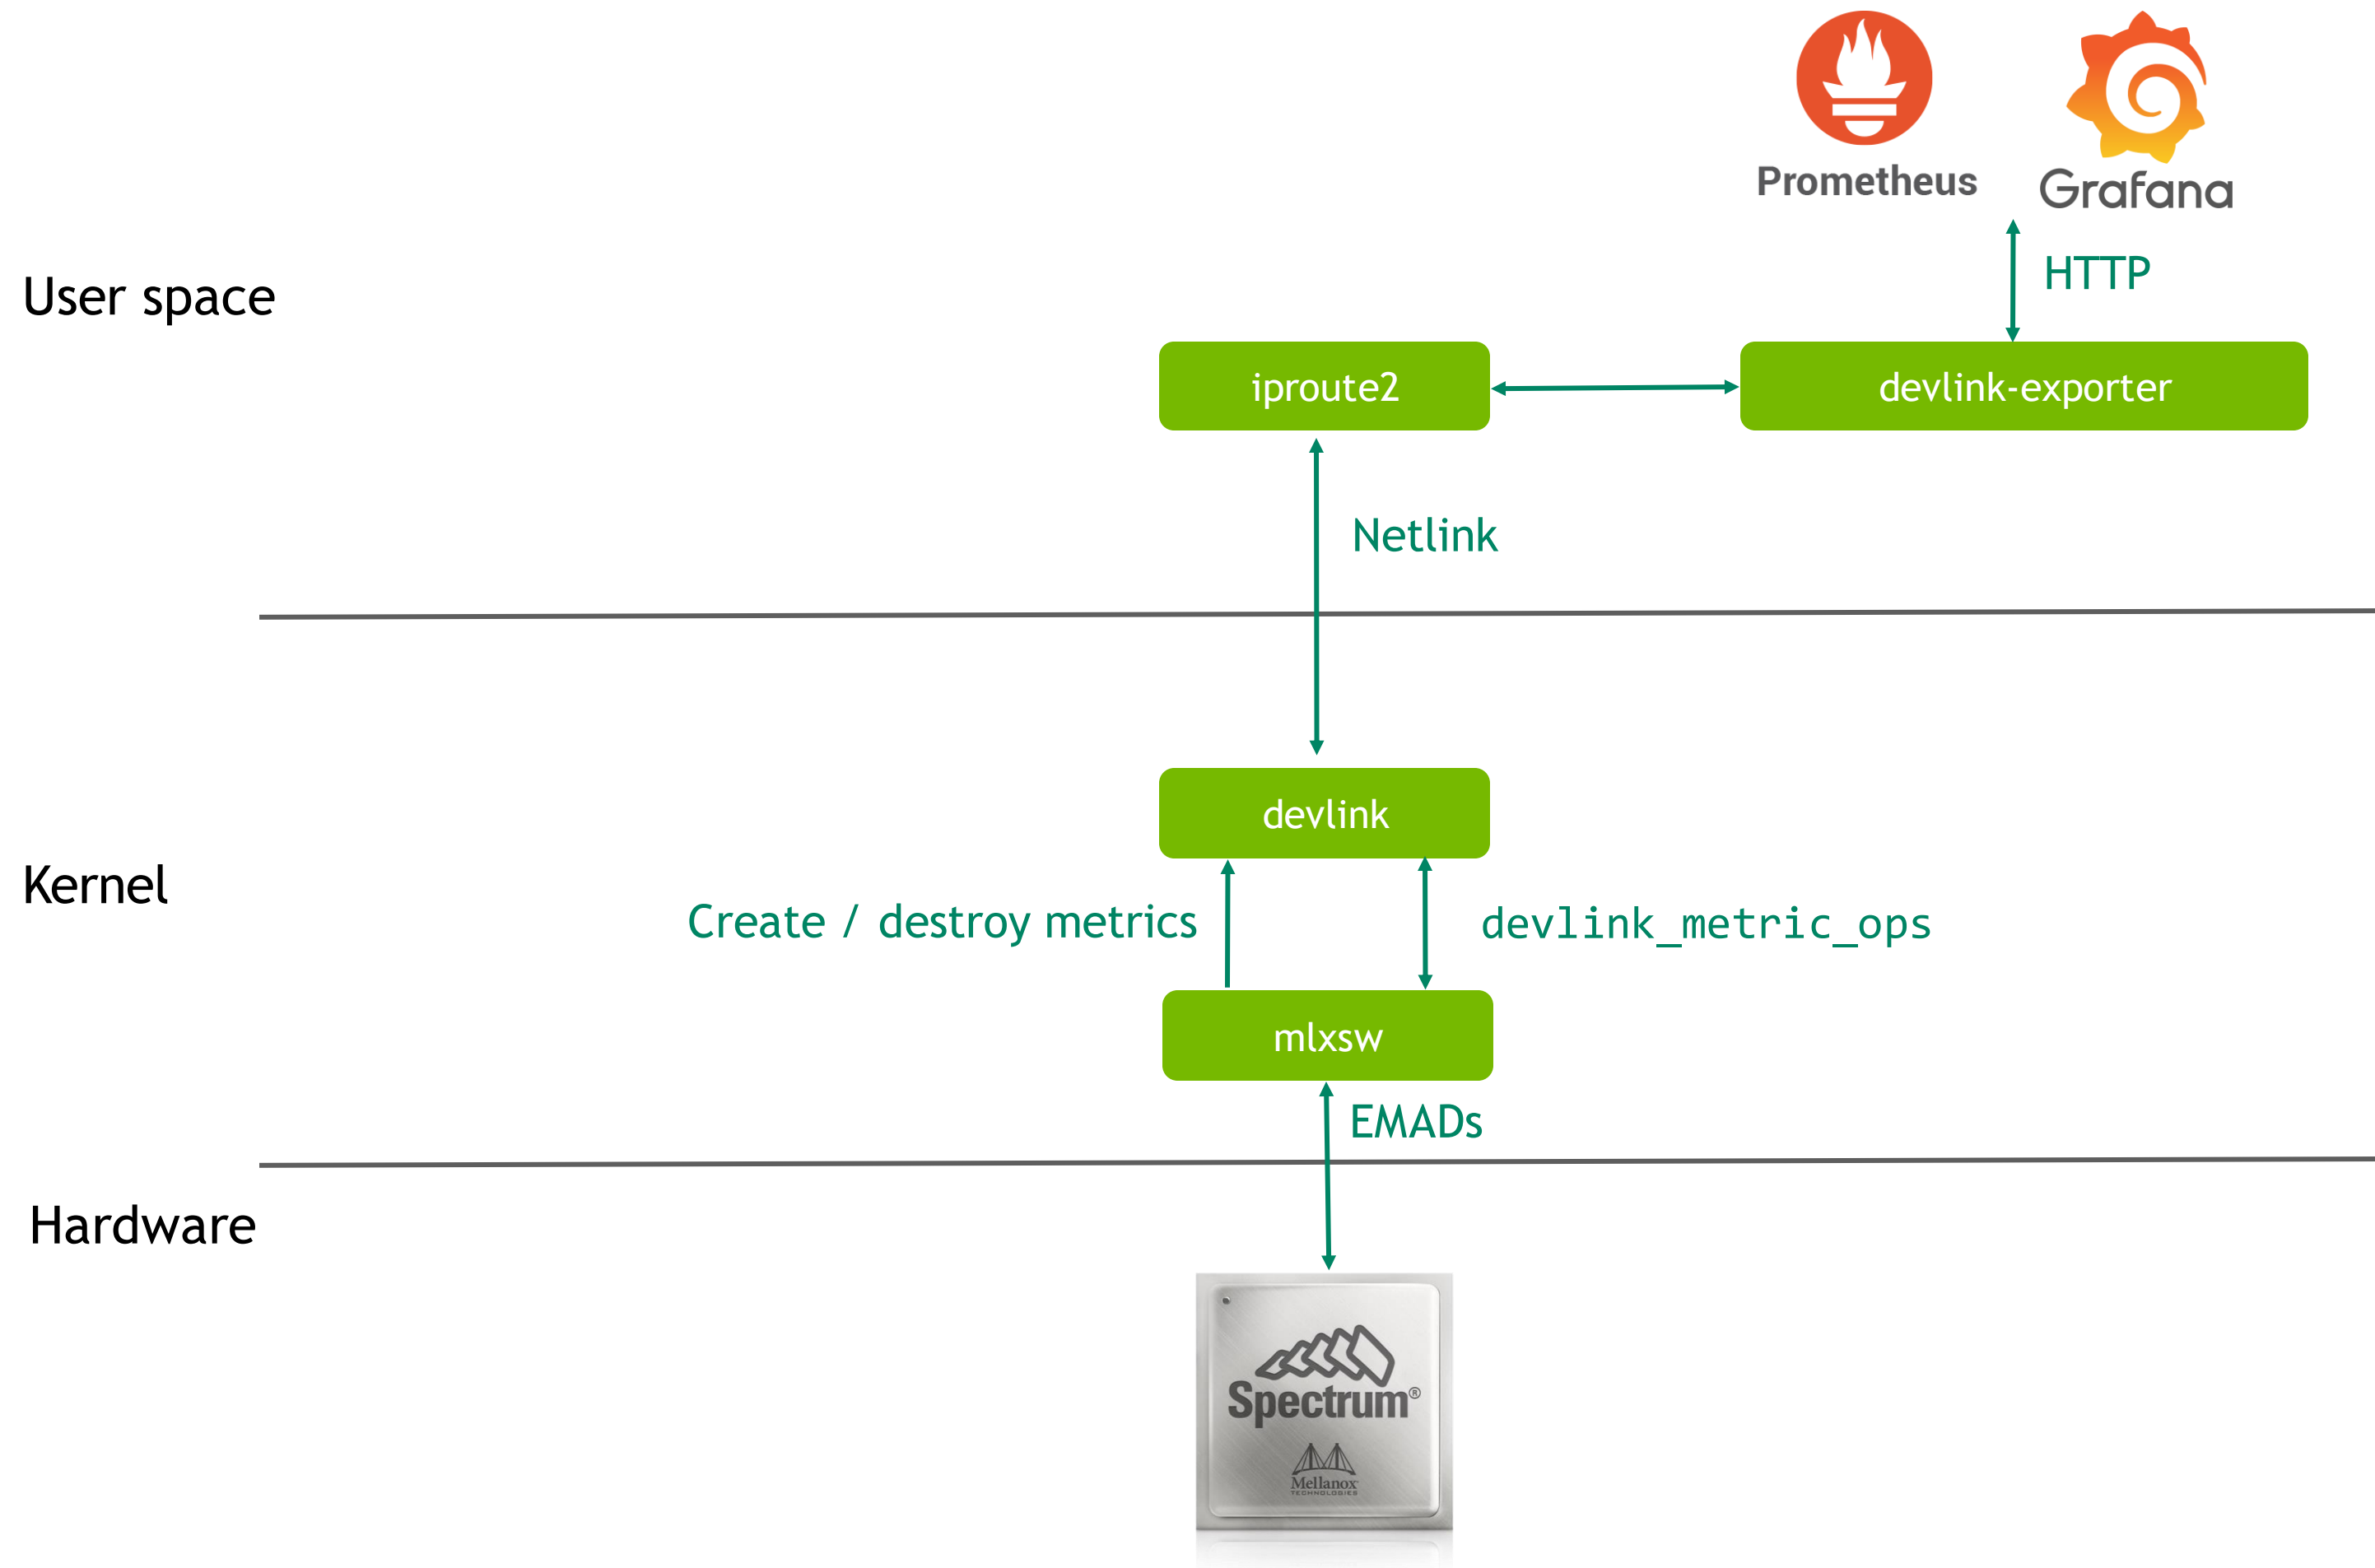 Prometheus
Grafana
HTTP
User space
iproute2
devlink-exporter
Netlink
devlink
Kernel
Create / destroy metrics
devlink_metric_ops
mlxsw
EMADs
Hardware
Spectrum®
Mellanox
TECHNOLOGIES